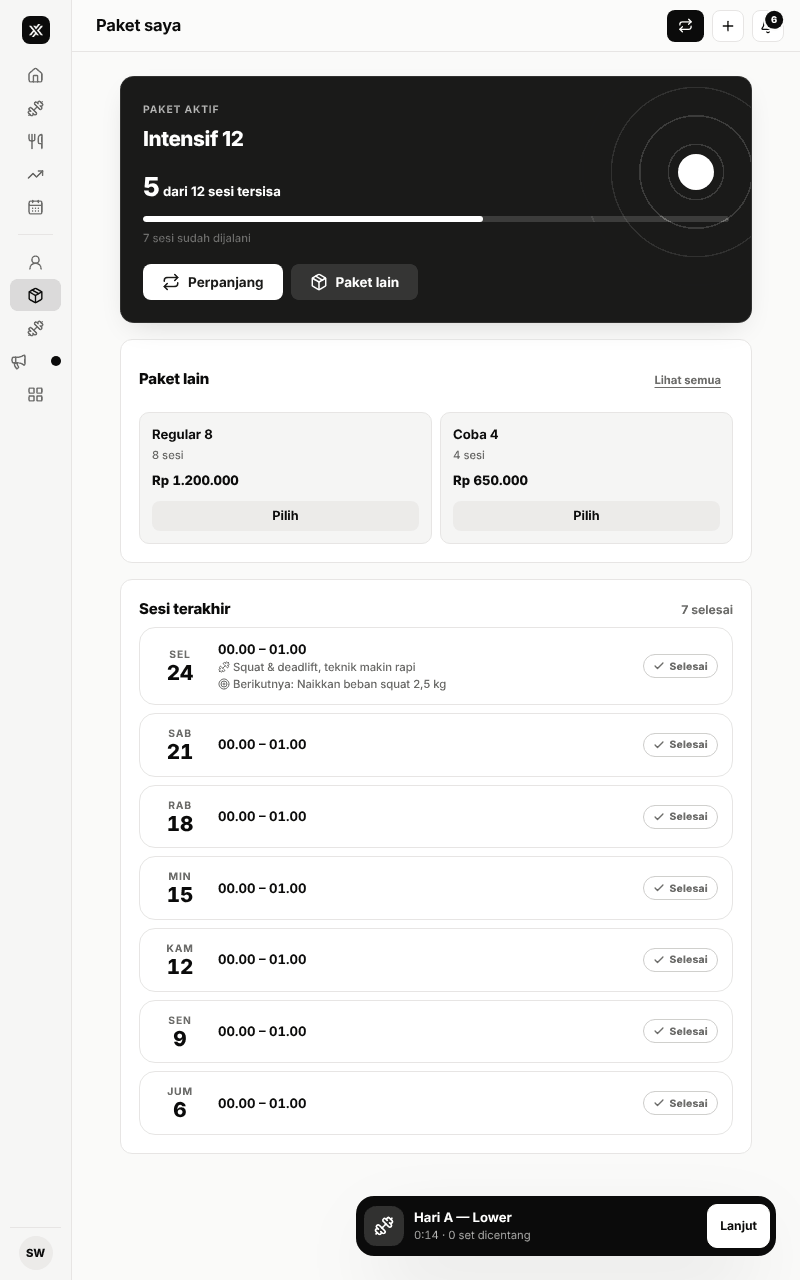 Paket saya
6
PAKET AKTIF
Intensif 12
5 dari 12 sesi tersisa
7 sesi sudah dijalani
Perpanjang
Paket lain
Paket lain
Lihat semua
Regular 8
8 sesi
Rp 1.200.000
Pilih
Coba 4
4 sesi
Rp 650.000
Pilih
Sesi terakhir
7 selesai
SEL
24
00.00 – 01.00
Squat & deadlift, teknik makin rapi
Berikutnya: Naikkan beban squat 2,5 kg
Selesai
SAB
21
00.00 – 01.00
Selesai
RAB
18
00.00 – 01.00
Selesai
MIN
15
00.00 – 01.00
Selesai
KAM
12
00.00 – 01.00
Selesai
SEN
9
00.00 – 01.00
Selesai
JUM
6
00.00 – 01.00
Selesai
Hari A — Lower
0:14 · 0 set dicentang
Lanjut
SW